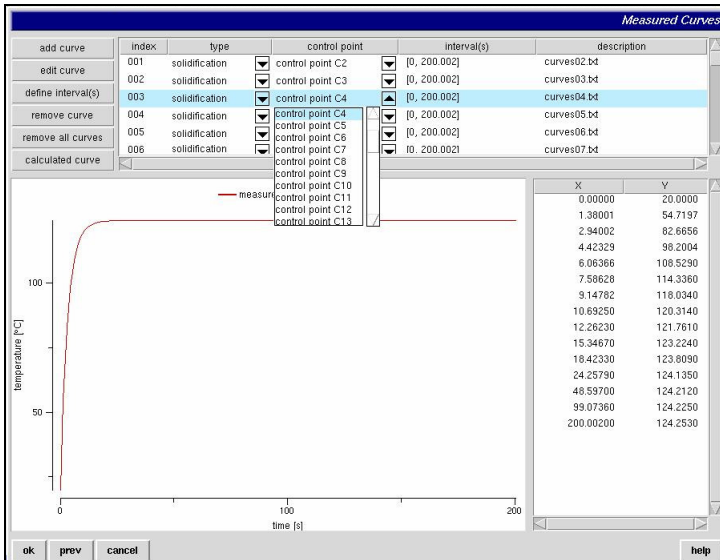 Measured Curves
add curve
edit curve
define interval(s)
remove curve
remove all curves
calculated curve
index type control point interval(s) description
001 solidification control point C2 [0, 200.002] curves02.txt
002 solidification control point C3 [0, 200.002] curves03.txt
003 solidification control point C4 [0, 200.002] curves04.txt
004 solidification [0, 200.002] curves05.txt
005 solidification [0, 200.002] curves06.txt
006 solidification [0, 200.002] curves07.txt
control point C4
control point C5
control point C6
control point C7
control point C8
control point C9
control point C10
control point C11
control point C12
control point C13
measure
100
50
temperature [°C]
0 100 200
time [s]
X Y
0.00000 20.0000
1.38001 54.7197
2.94002 82.6656
4.42329 98.2004
6.06366 108.5290
7.58628 114.3360
9.14782 118.0340
10.69250 120.3140
12.26230 121.7610
15.34670 123.2240
18.42330 123.8090
24.25790 124.1350
48.59700 124.2120
99.07360 124.2250
200.00200 124.2530
ok prev cancel help